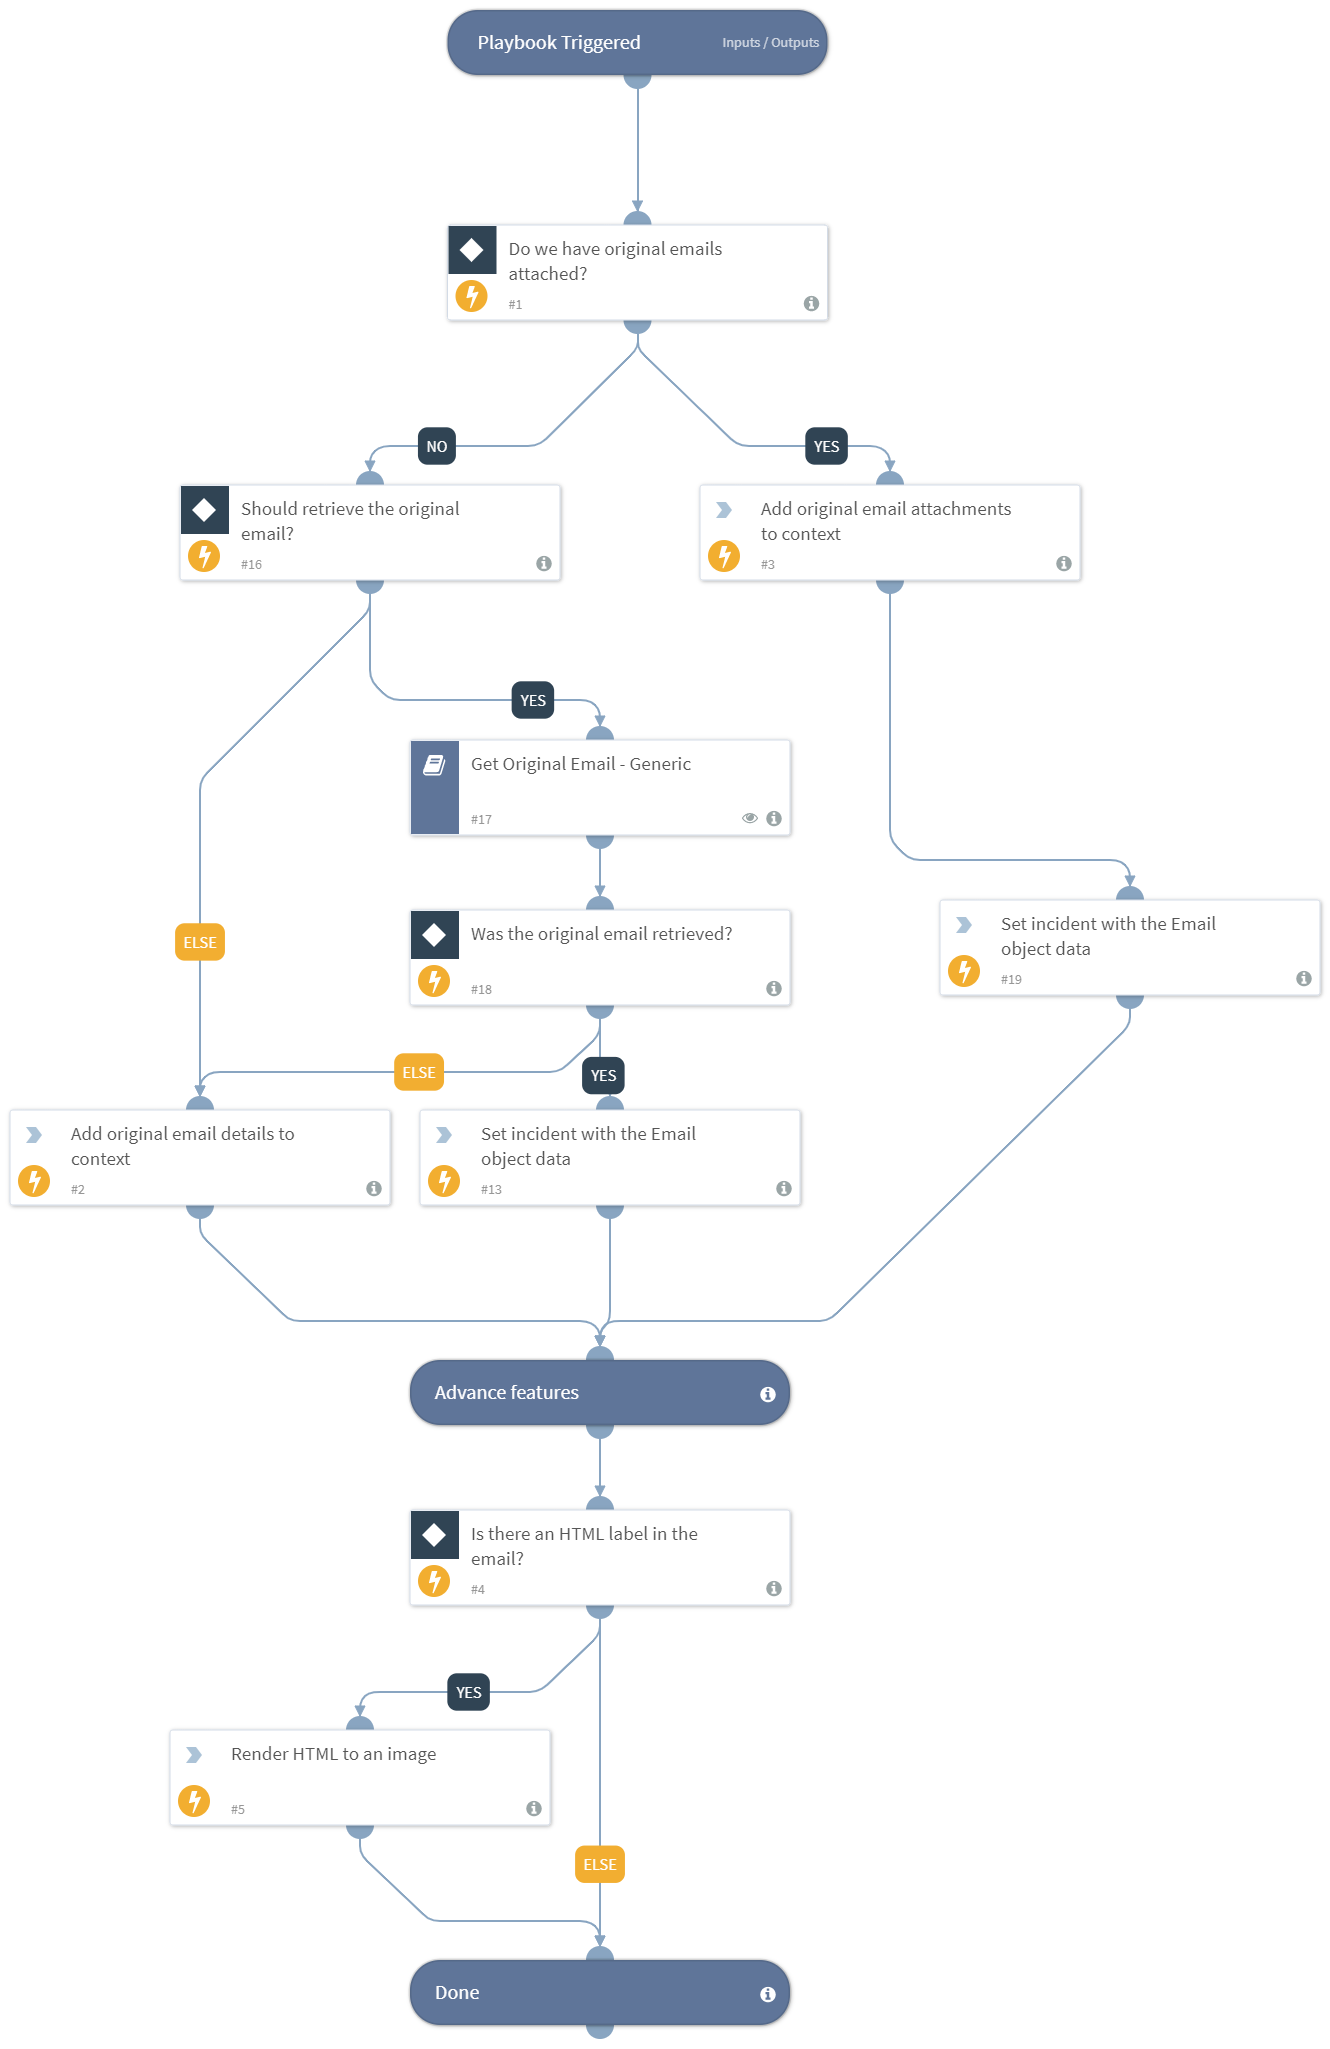 Playbook Triggered
Inputs / Outputs
Do we have original emails
attached?
#1
NO
YES
Should retrieve the original
email?
#16
Add original email attachments
to context
#3
YES
Get Original Email - Generic
#17
ELSE
Was the original email retrieved?
#18
Set incident with the Email
object data
#19
ELSE
YES
Add original email details to
context
#2
Set incident with the Email
object data
#13
Advance features
Is there an HTML label in the
email?
#4
YES
Render HTML to an image
#5
ELSE
Done